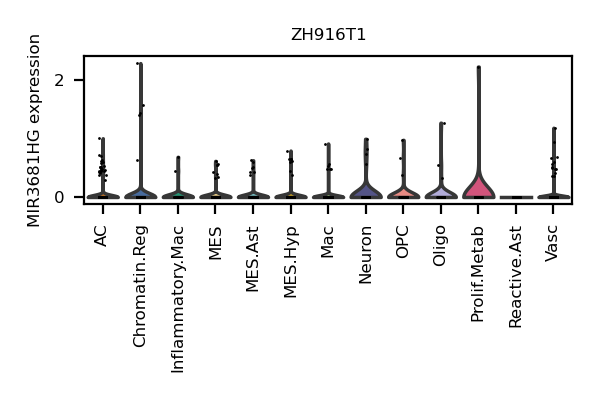 ZH916T1
MIR3681HG expression
2
0
AC
Chromatin.Reg
Inflammatory.Mac
MES
MES.Ast
MES.Hyp
Mac
Neuron
OPC
Oligo
Prolif.Metab
Reactive.Ast
Vasc